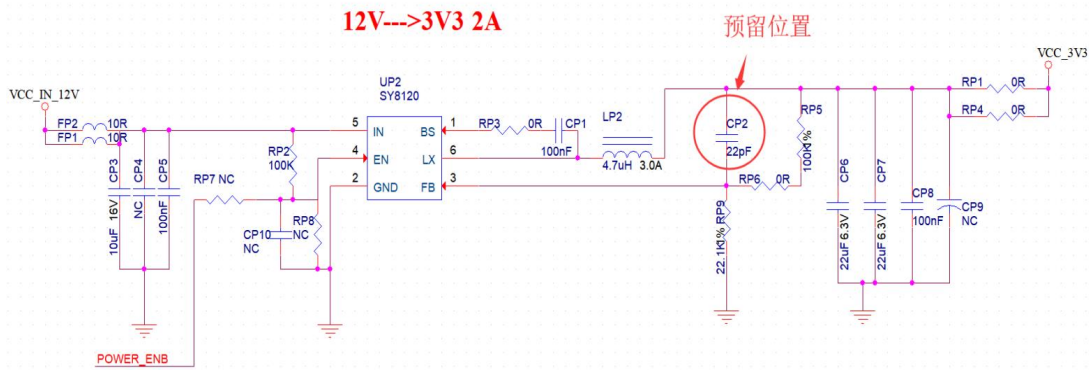 12V--->3V3 2A
预留位置
VCC_IN_12V
FP2 10R
FP1 10R
CP3
16V
10uF
CP4
NC
CP5
100nF
RP7 NC
POWER_ENB
RP2
100K
CP10
NC
RP8
NC
UP2
SY8120
5 IN BS 1
4 EN LX 6
2 GND FB 3
RP3 0R
CP1
100nF
LP2
4.7uH 3.0A
CP2
22pF
RP5
100K1%
RP6 0R
RP9
22.1K1%
CP6
22uF 6.3V
CP7
22uF 6.3V
CP8
100nF
CP9
NC
RP1 0R
RP4 0R
VCC_3V3